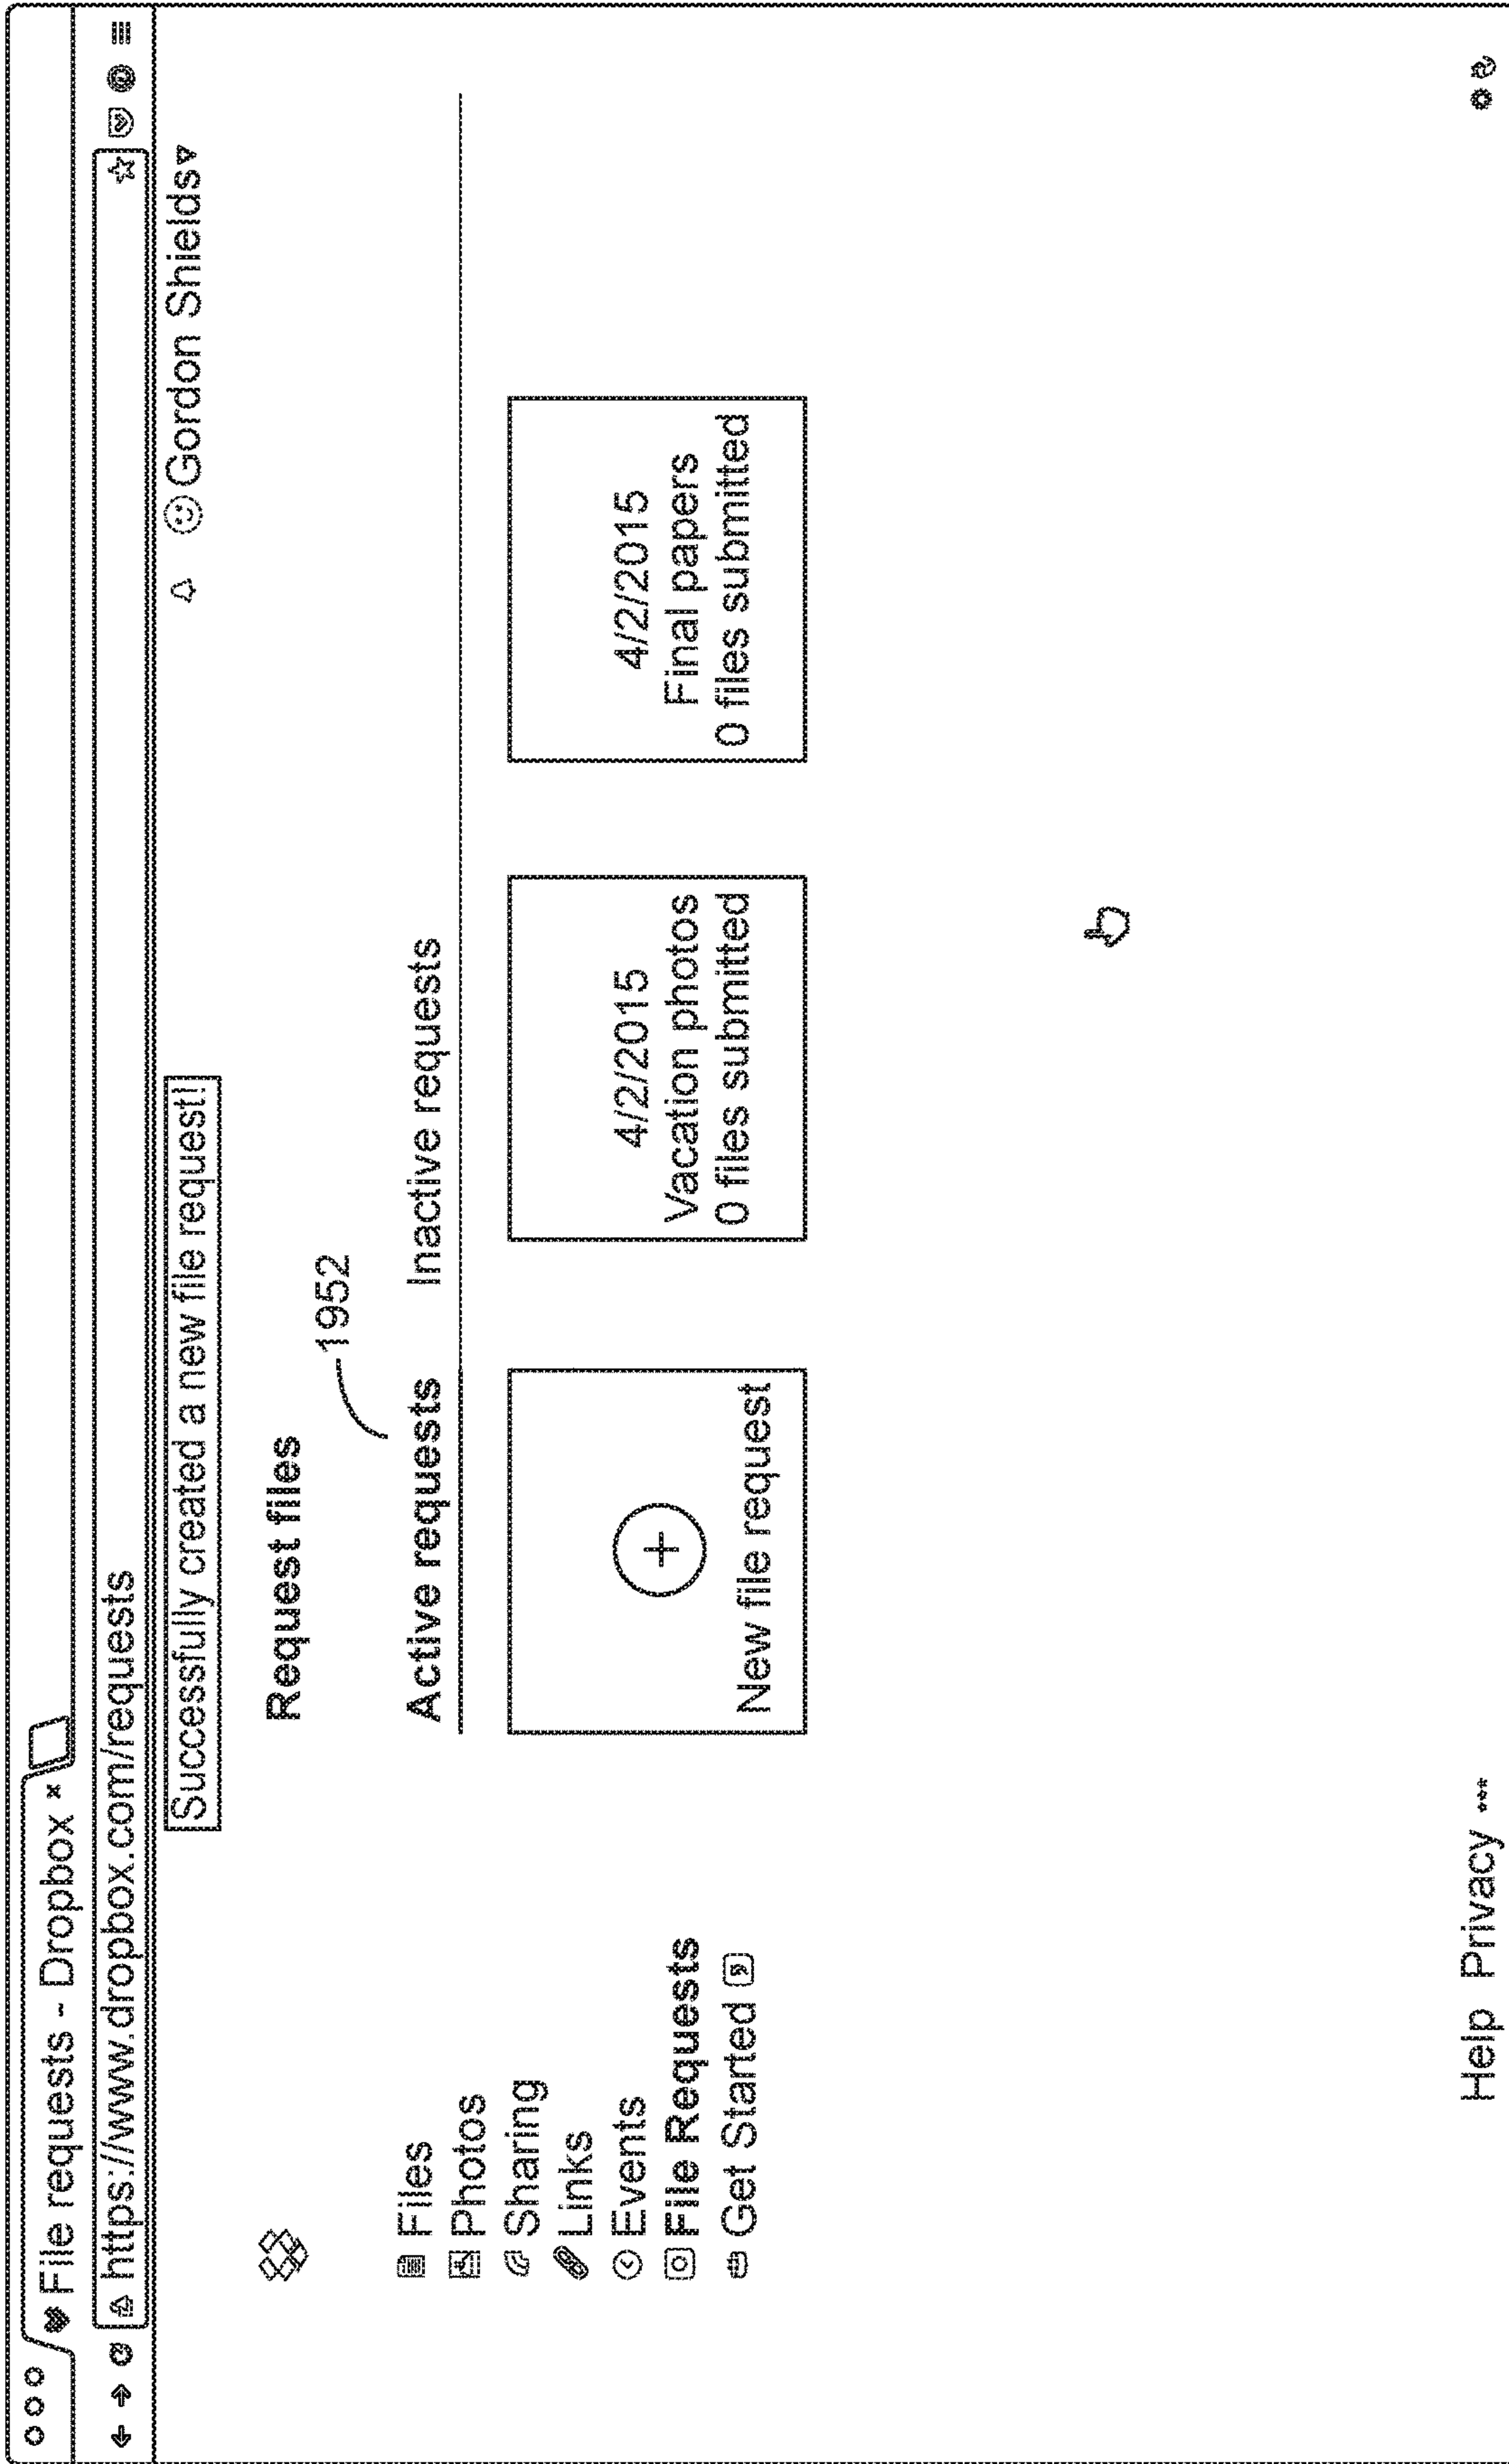 File requests - Dropbox ×
https://www.dropbox.com/requests
Successfully created a new file request!
Gordon Shields
Request files
1952
Active requests
Inactive requests
Files
Photos
Sharing
Links
Events
File Requests
Get Started
+
New file request
4/2/2015
Vacation photos
0 files submitted
4/2/2015
Final papers
0 files submitted
Help Privacy